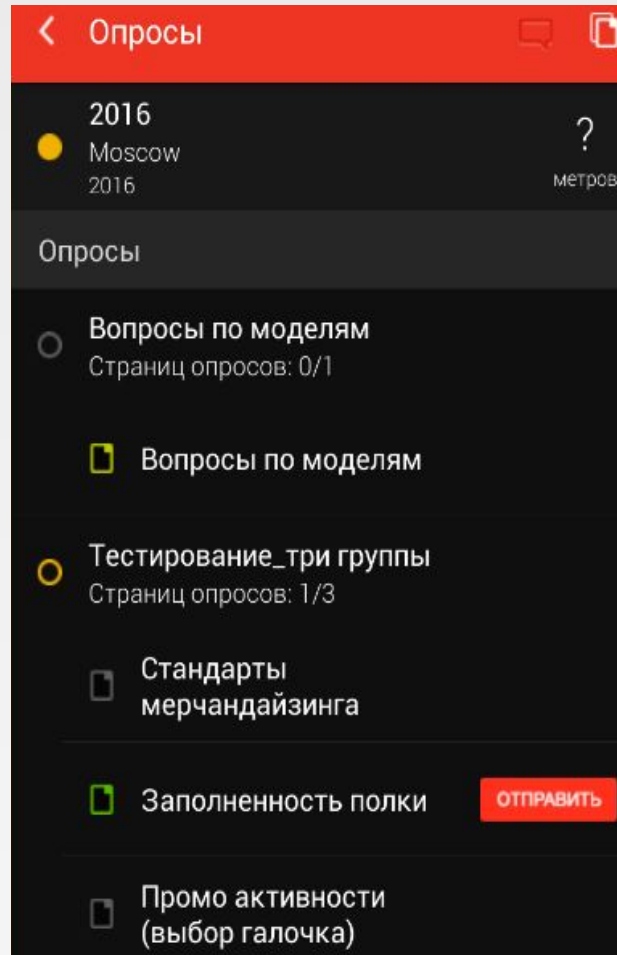 Опросы
2016
Moscow
2016
?
метров
Опросы
Вопросы по моделям
Страниц опросов: 0/1
Вопросы по моделям
Тестирование_три группы
Страниц опросов: 1/3
Стандарты
мерчандайзинга
Заполненность полки
ОТПРАВИТЬ
Промо активности
(выбор галочка)